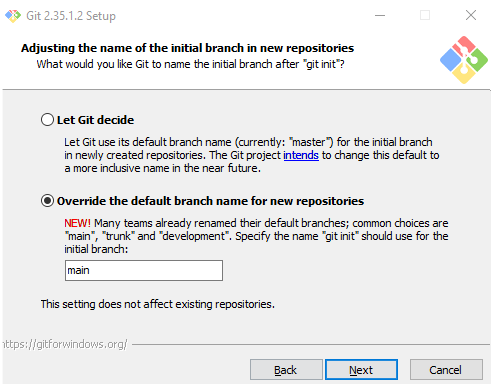 Git 2.35.1.2 Setup
Adjusting the name of the initial branch in new repositories
What would you like Git to name the initial branch after "git init"?
Let Git decide
Let Git use its default branch name (currently: "master") for the initial branch
in newly created repositories. The Git project intends to change this default to
a more inclusive name in the near future.
Override the default branch name for new repositories
NEW! Many teams already renamed their default branches; common choices are
"main", "trunk" and "development". Specify the name "git init" should use for the
initial branch:
main
This setting does not affect existing repositories.
https://gitforwindows.org/
Back
Next
Cancel